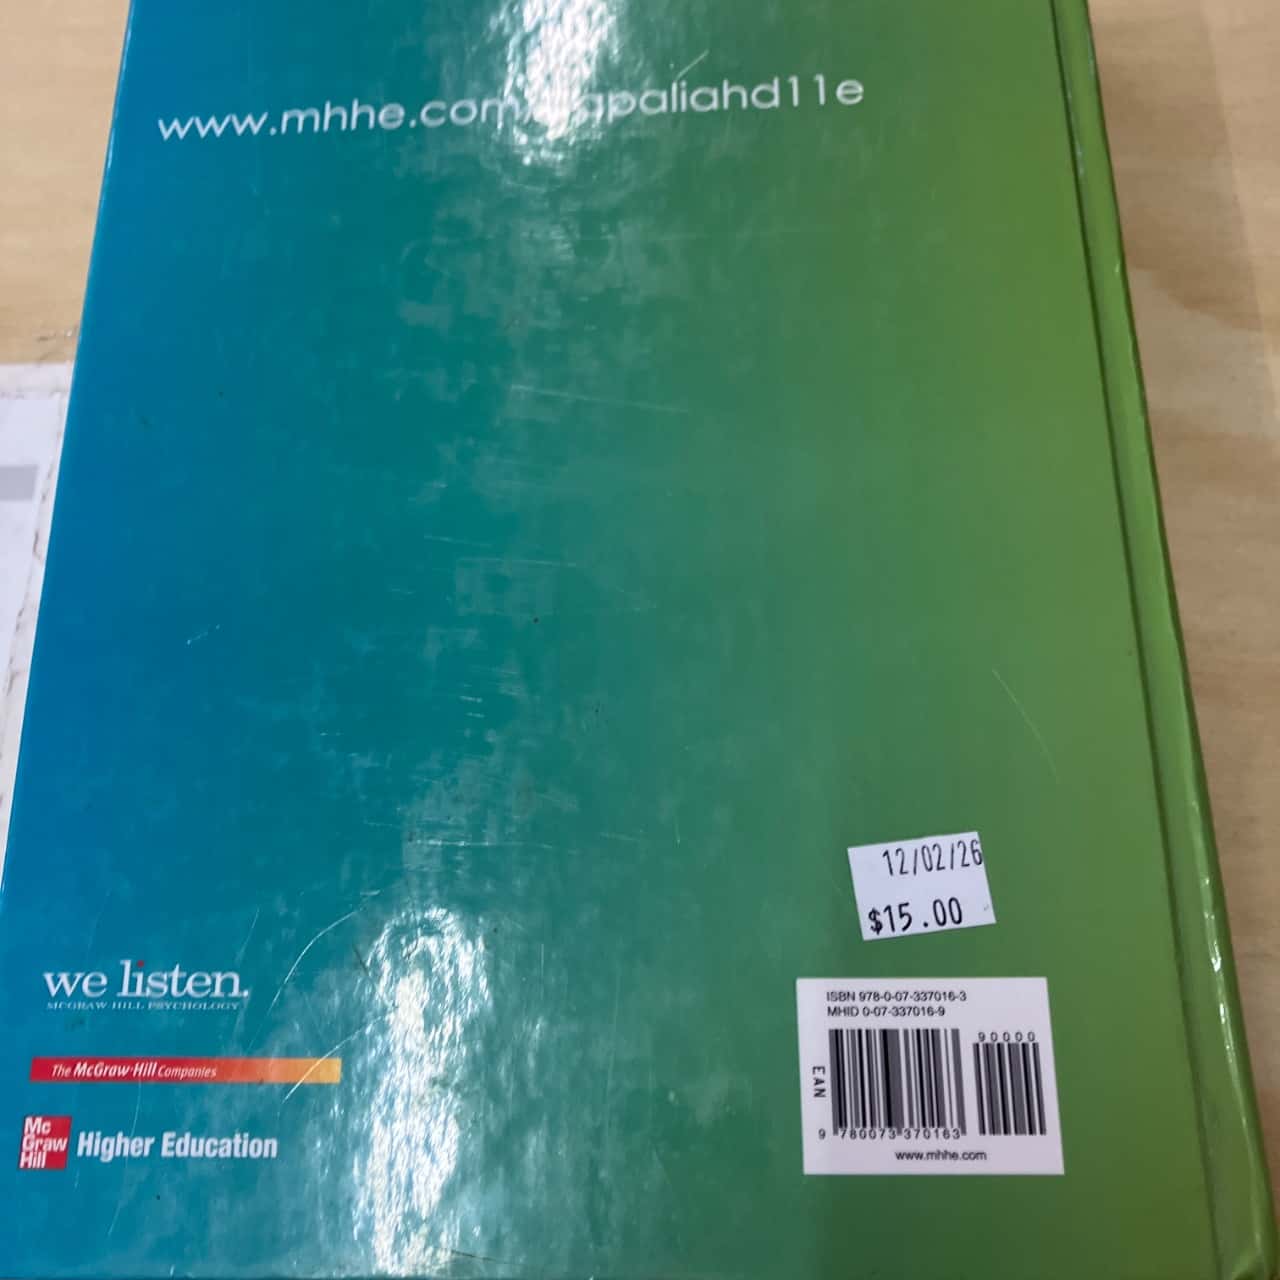 www.mhhe.com
12/02/26
$15.00
we listen.
MCGRAW-HILL PSYCHOLOGY
ISBN 978-0-07-337016-3
MHID 0-07-337016-9
90000
EAN
9 780073 370163
www.mhhe.com
The McGraw-Hill Companies
Mc
Graw
Hill
Higher Education